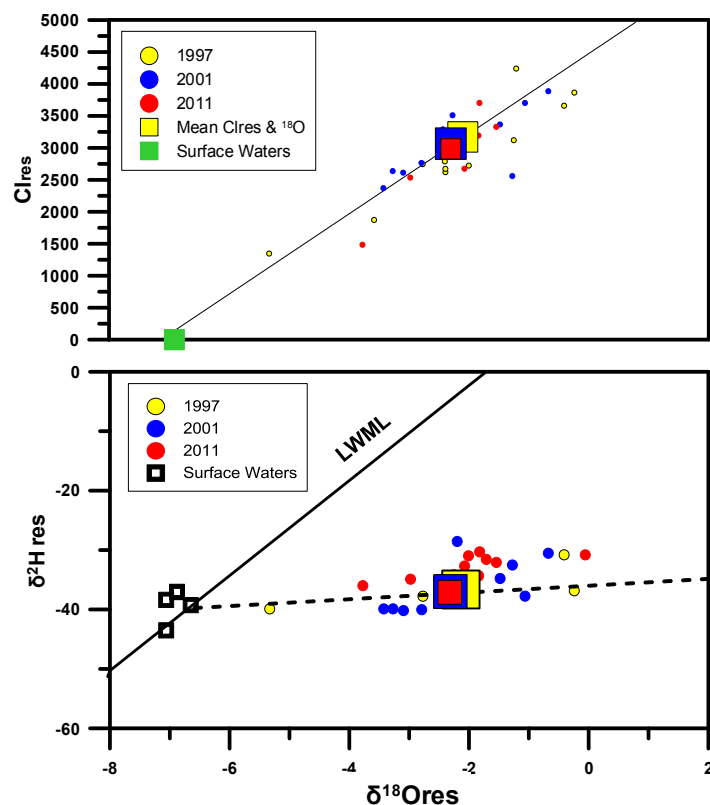 5000
4500
4000
3500
3000
2500
2000
1500
1000
500
0
Clres
1997
2001
2011
Mean Clres & 18O
Surface Waters
0
-20
-40
-60
δ2H res
1997
2001
2011
Surface Waters
LWML
-8 -6 -4 -2 0 2
δ18Ores